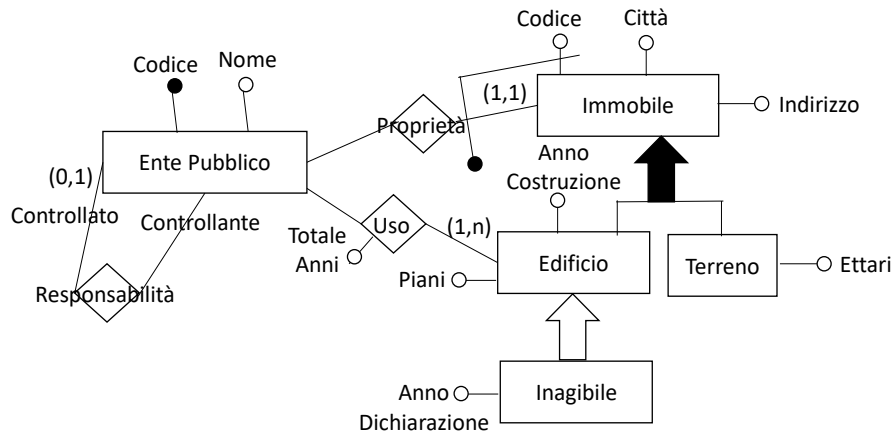 Codice
Città
Codice
Nome
(1,1)
Immobile
Indirizzo
Proprietà
Ente Pubblico
Anno
Costruzione
(0,1)
Controllato
Controllante
Uso
(1,n)
Totale
Anni
Edificio
Terreno
Ettari
Piani
Responsabilità
Anno
Dichiarazione
Inagibile